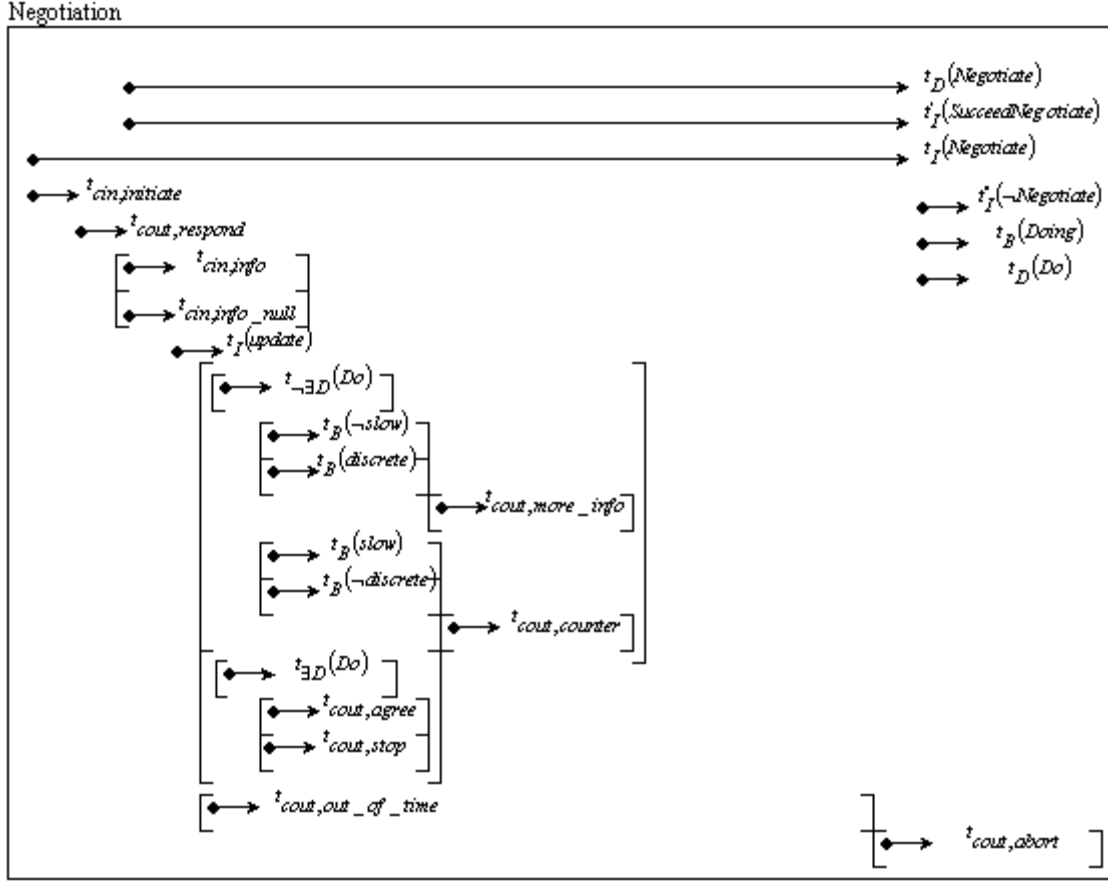 Negotiation
t_D(Negotiate)
t'_I(SucceedNegotiate)
t_I(Negotiate)
t_cin,initiate
t"_I(¬Negotiate)
t_cout,respond
t_B(Doing)
t_cin,info
t_D(Do)
t_cin,info_null
t_I(update)
t_¬∃D(Do)
t_B(¬slow)
t_B(discrete)
t_cout,more_info
t_B(slow)
t_B(¬discrete)
t_cout,counter
t_∃D(Do)
t_cout,agree
t_cout,stop
t_cout,out_of_time
t_cout,abort